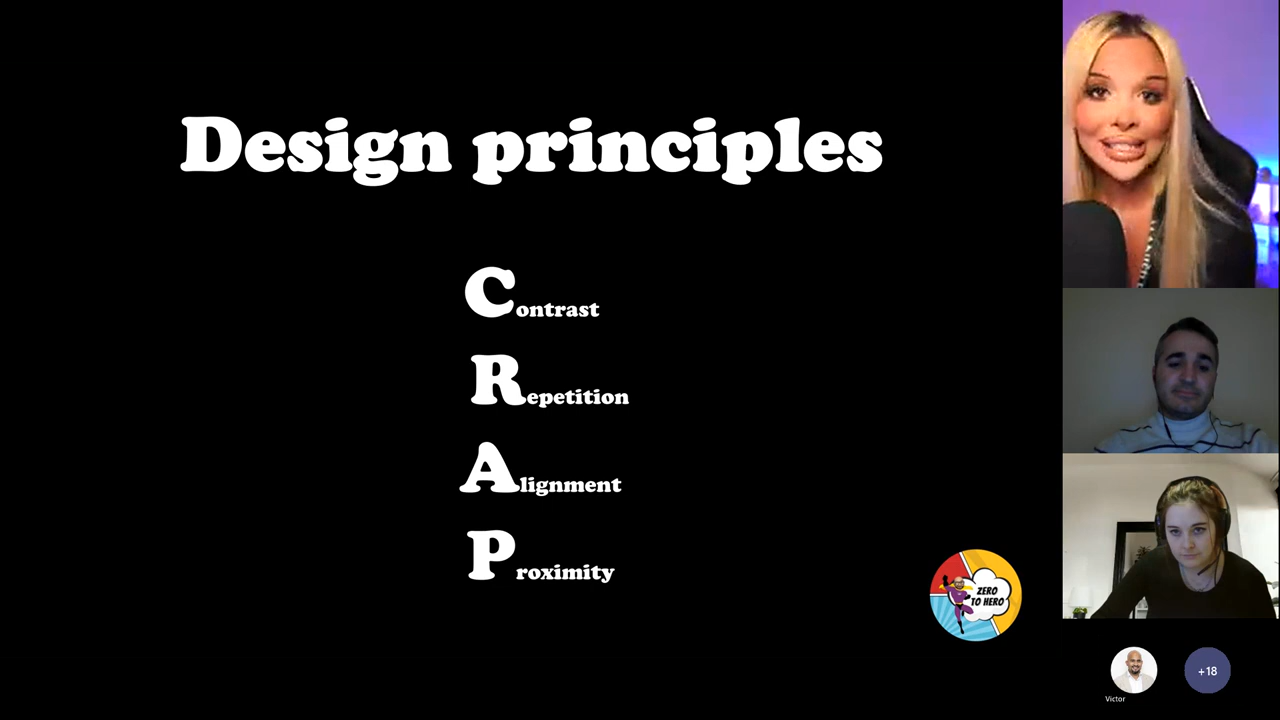 Design principles
Contrast
Repetition
Alignment
Proximity
ZERO
TO HERO
Victor
+18